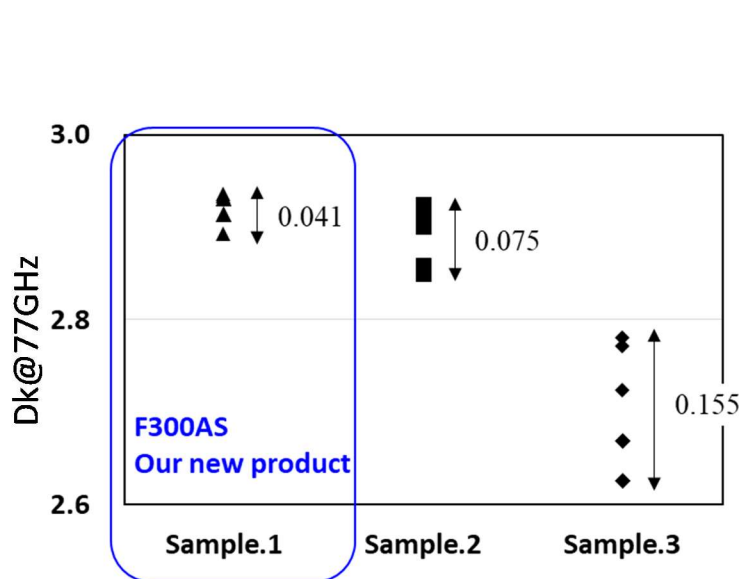 3.0
0.041
0.075
Dk@77GHz
2.8
0.155
F300AS
Our new product
2.6
Sample.1
Sample.2
Sample.3